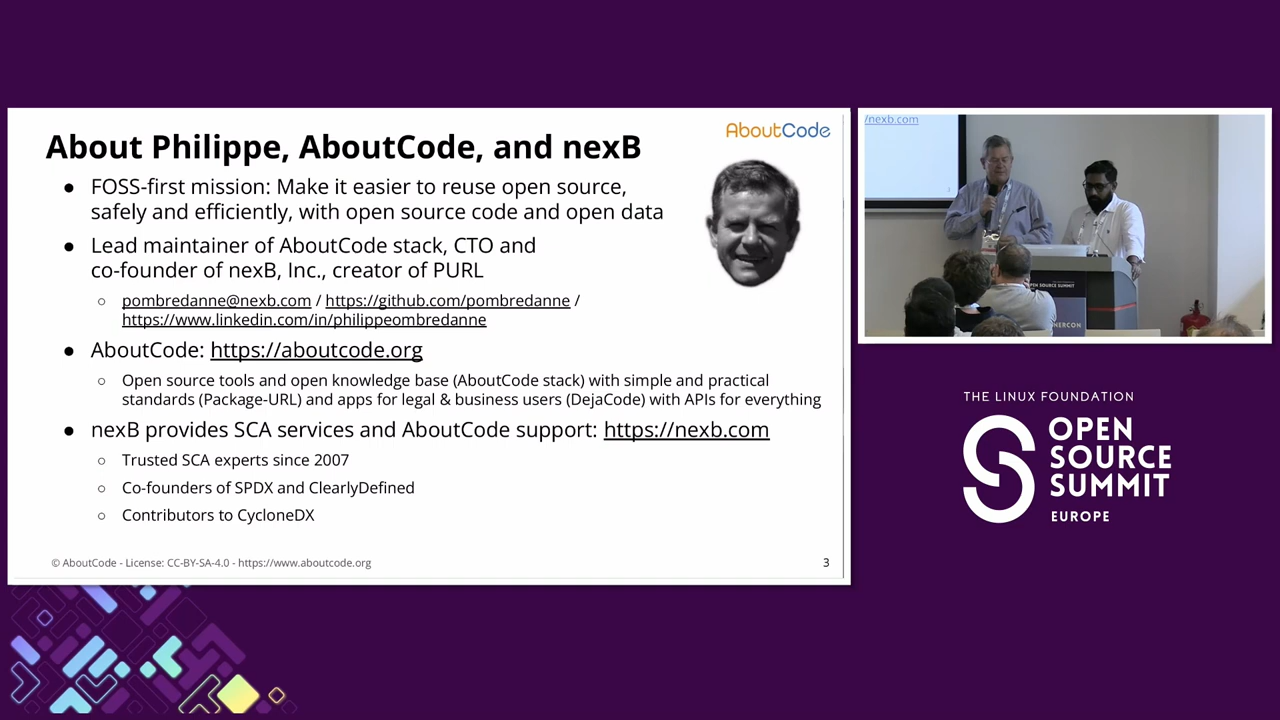 About Philippe, AboutCode, and nexB
AboutCode
● FOSS-first mission: Make it easier to reuse open source,
safely and efficiently, with open source code and open data
● Lead maintainer of AboutCode stack, CTO and
co-founder of nexB, Inc., creator of PURL
○ pombredanne@nexb.com / https://github.com/pombredanne /
https://www.linkedin.com/in/philippeombredanne
● AboutCode: https://aboutcode.org
○ Open source tools and open knowledge base (AboutCode stack) with simple and practical
standards (Package-URL) and apps for legal & business users (DejaCode) with APIs for everything
● nexB provides SCA services and AboutCode support: https://nexb.com
○ Trusted SCA experts since 2007
○ Co-founders of SPDX and ClearlyDefined
○ Contributors to CycloneDX
© AboutCode - License: CC-BY-SA-4.0 - https://www.aboutcode.org
3
/nexb.com
OPEN SOURCE SUMMIT
NERCON
THE LINUX FOUNDATION
OPEN
SOURCE
SUMMIT
EUROPE